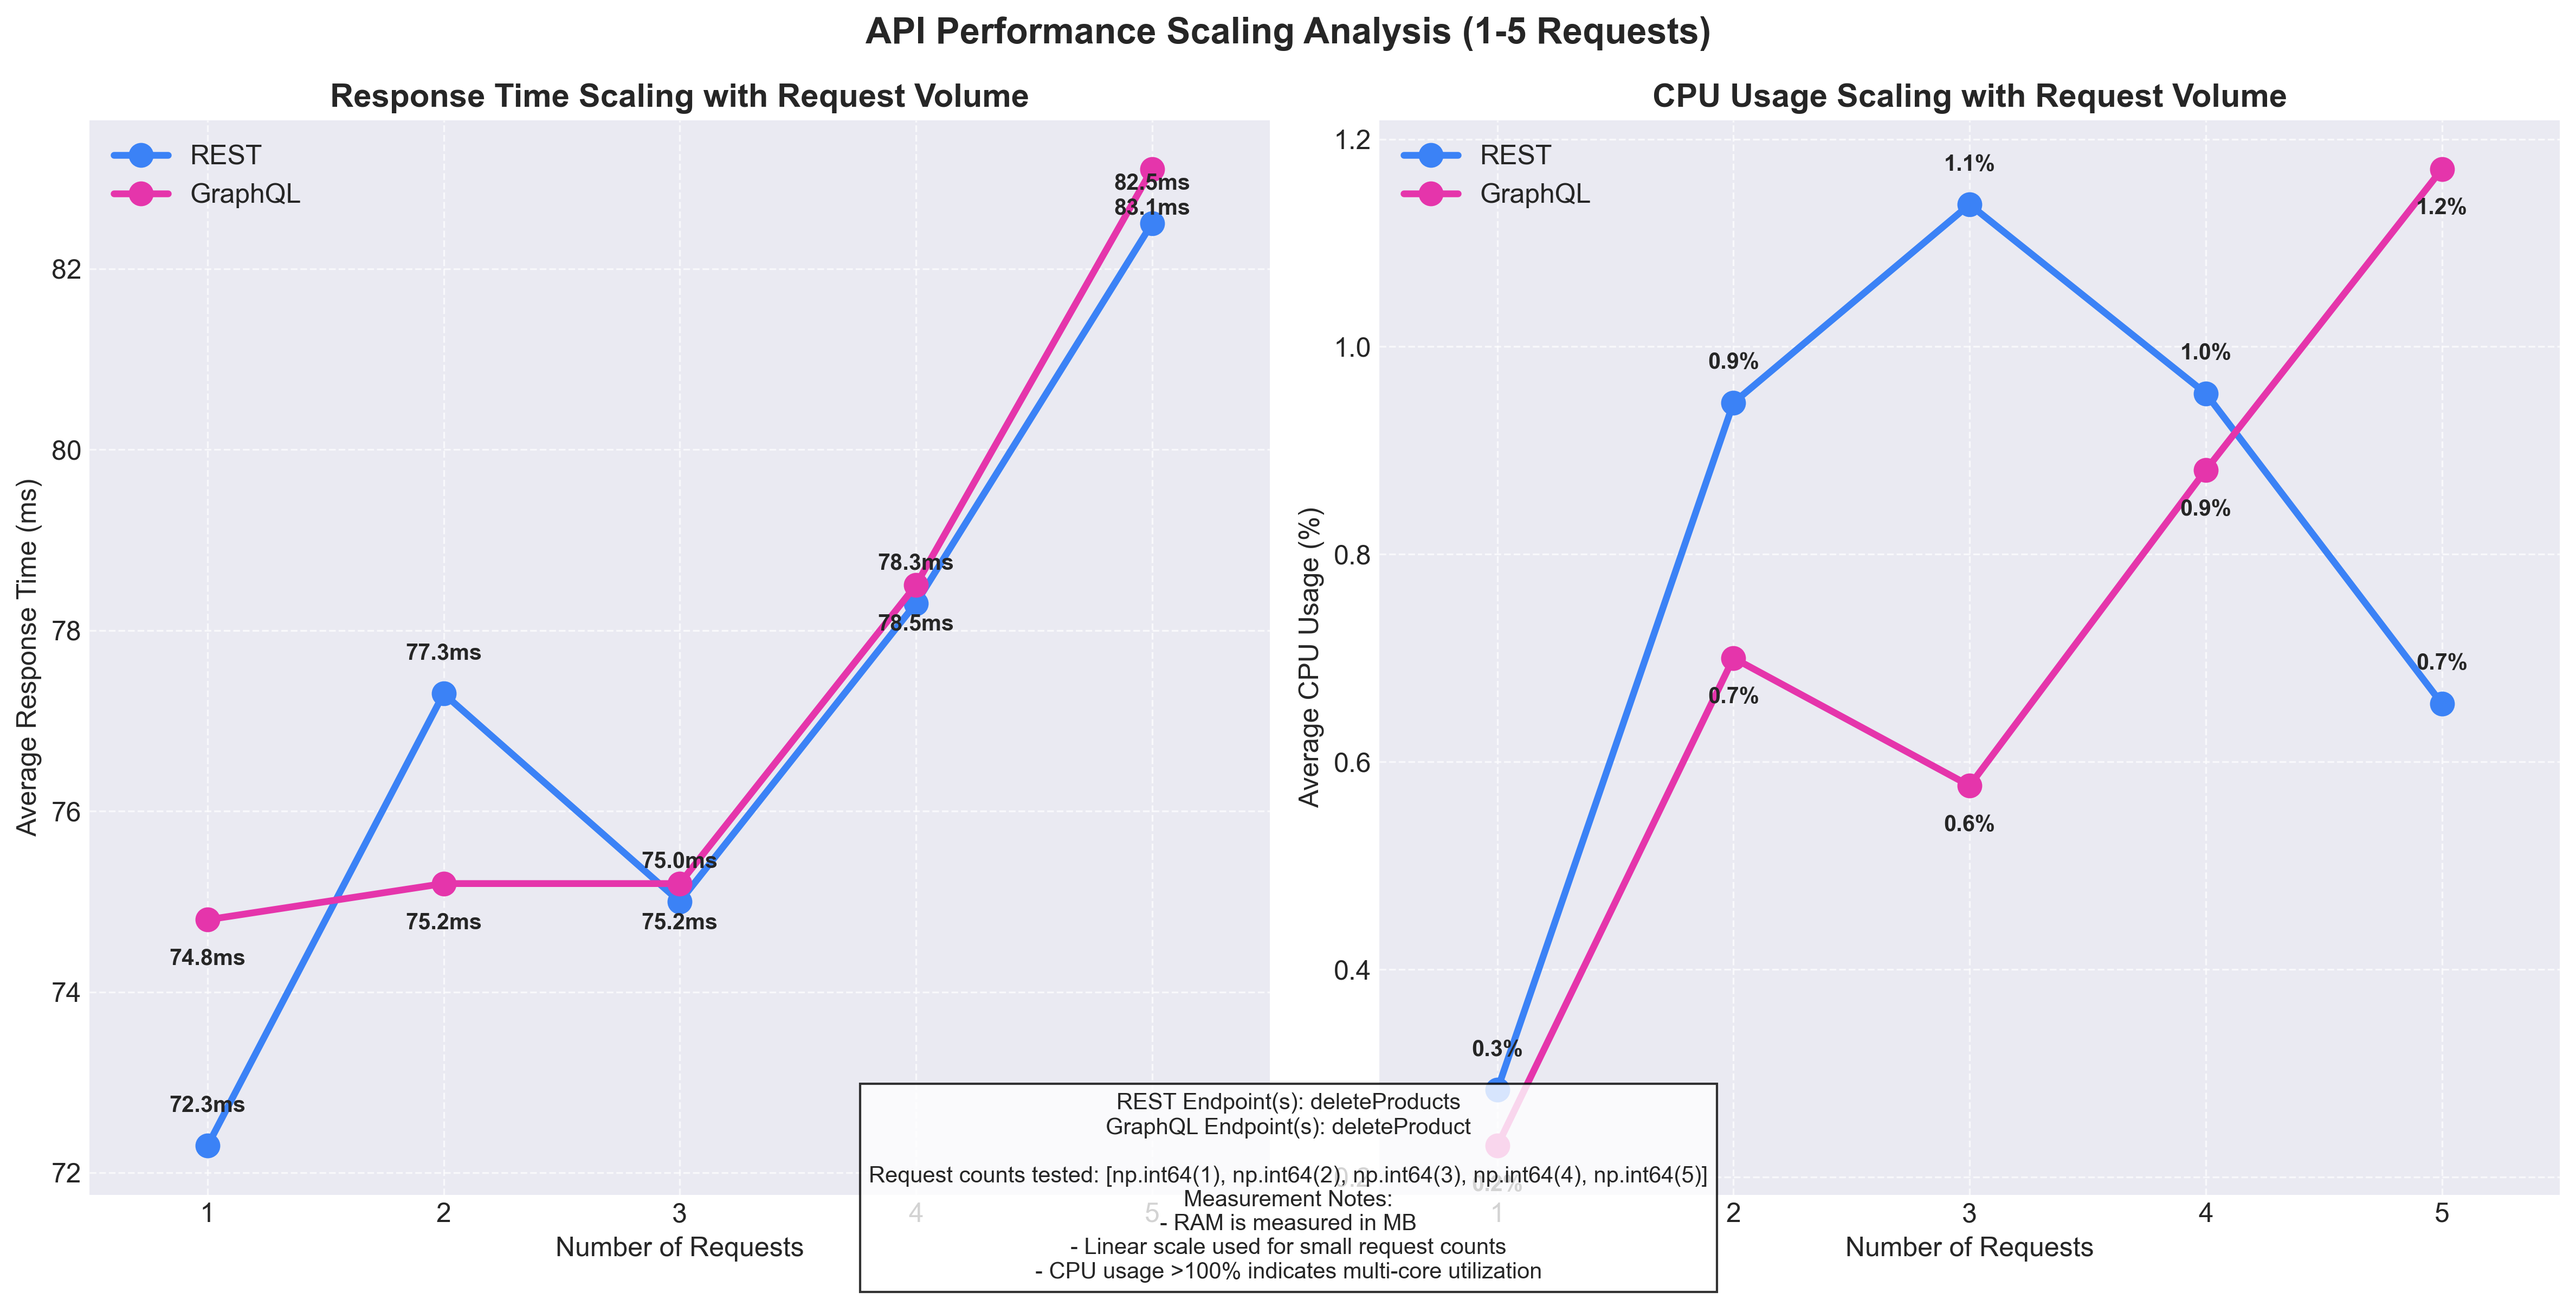 API Performance Scaling Analysis (1-5 Requests)
Response Time Scaling with Request Volume
REST
GraphQL
82.5ms
83.1ms
82
80
78.3ms
78
78.5ms
77.3ms
76
75.0ms
75.2ms
75.2ms
74.8ms
74
72.3ms
72
1
2
3
4
5
Average Response Time (ms)
Number of Requests
CPU Usage Scaling with Request Volume
REST
GraphQL
1.2
1.1%
1.2%
1.0
1.0%
0.9%
0.9%
0.8
0.7%
0.7%
0.6
0.6%
0.4
0.3%
0.2
0.2%
1
2
3
4
5
Average CPU Usage (%)
Number of Requests
REST Endpoint(s): deleteProducts
GraphQL Endpoint(s): deleteProduct
Request counts tested: [np.int64(1), np.int64(2), np.int64(3), np.int64(4), np.int64(5)]
Measurement Notes:
- RAM is measured in MB
- Linear scale used for small request counts
- CPU usage >100% indicates multi-core utilization